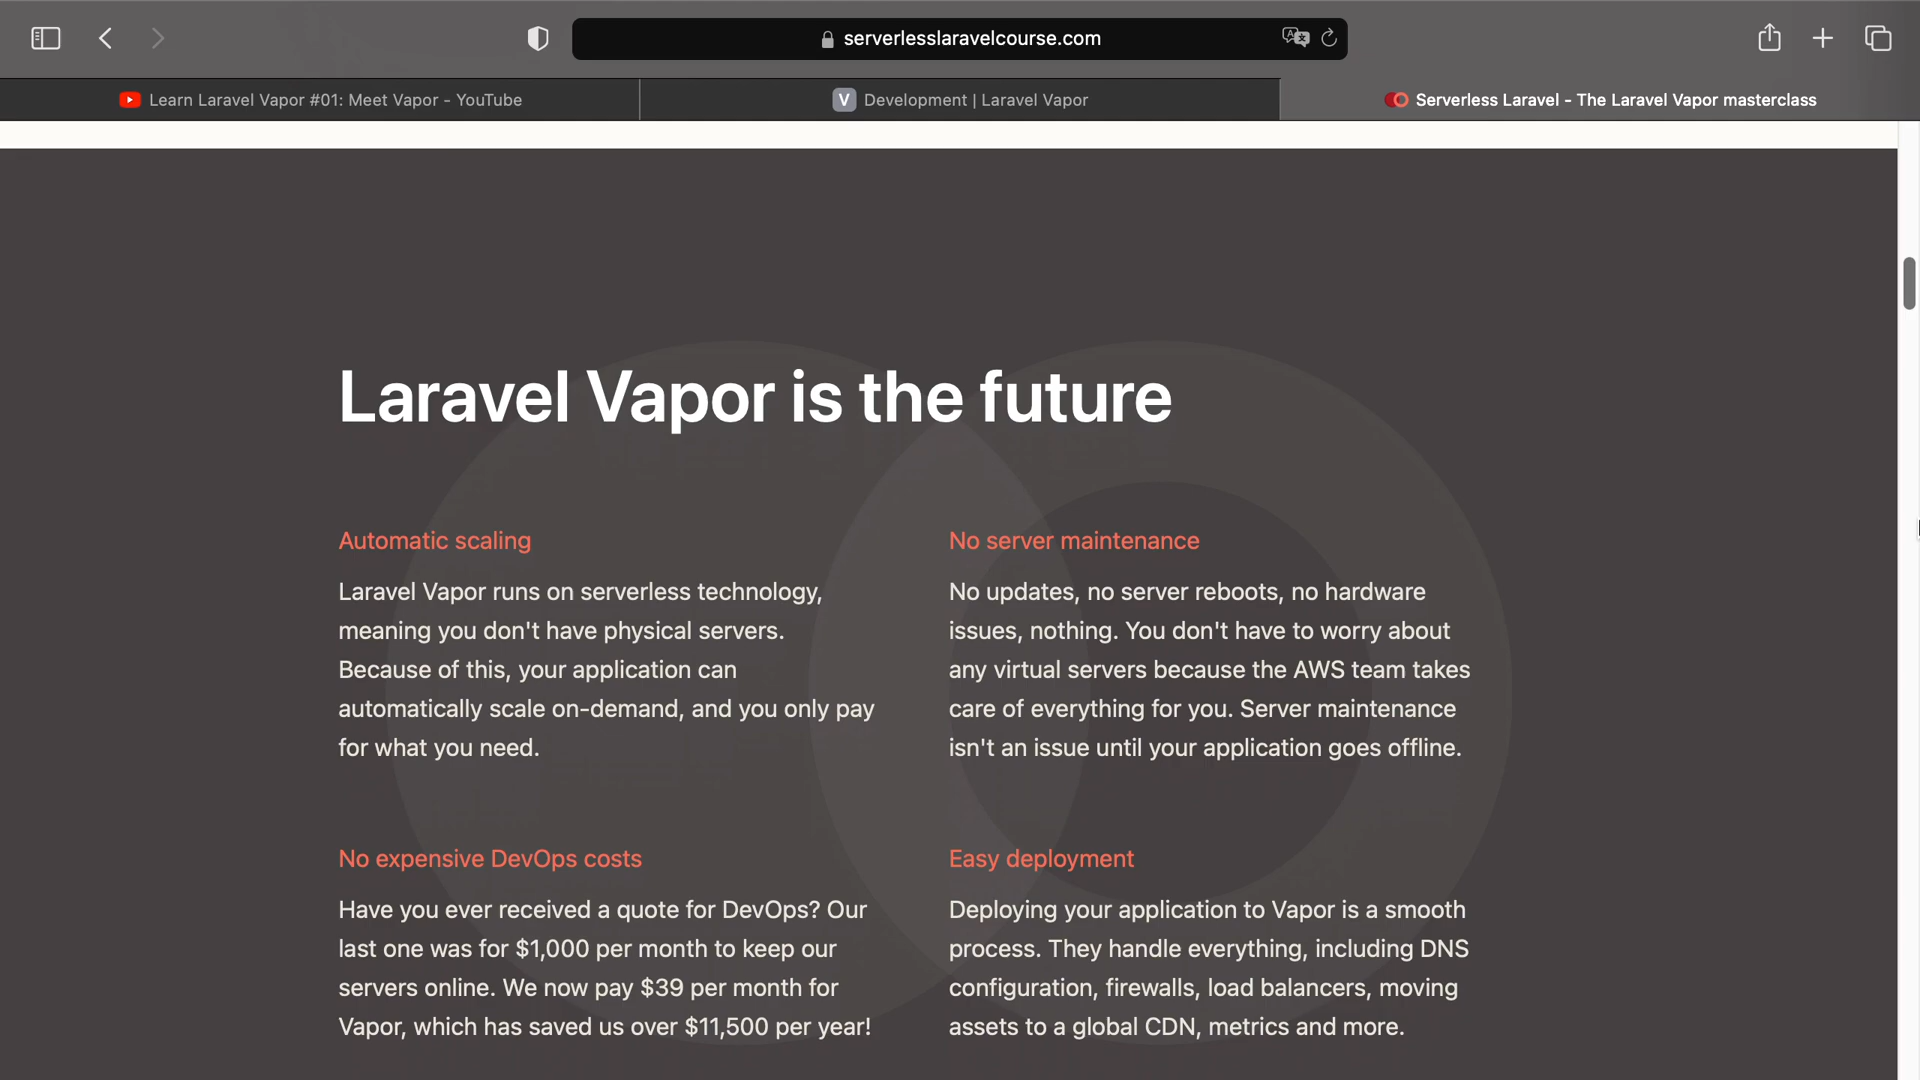 serverlesslaravelcourse.com
Learn Laravel Vapor #01: Meet Vapor - YouTube
V Development | Laravel Vapor
Serverless Laravel - The Laravel Vapor masterclass
Laravel Vapor is the future
Automatic scaling
Laravel Vapor runs on serverless technology,
meaning you don't have physical servers.
Because of this, your application can
automatically scale on-demand, and you only pay
for what you need.
No server maintenance
No updates, no server reboots, no hardware
issues, nothing. You don't have to worry about
any virtual servers because the AWS team takes
care of everything for you. Server maintenance
isn't an issue until your application goes offline.
No expensive DevOps costs
Have you ever received a quote for DevOps? Our
last one was for $1,000 per month to keep our
servers online. We now pay $39 per month for
Vapor, which has saved us over $11,500 per year!
Easy deployment
Deploying your application to Vapor is a smooth
process. They handle everything, including DNS
configuration, firewalls, load balancers, moving
assets to a global CDN, metrics and more.